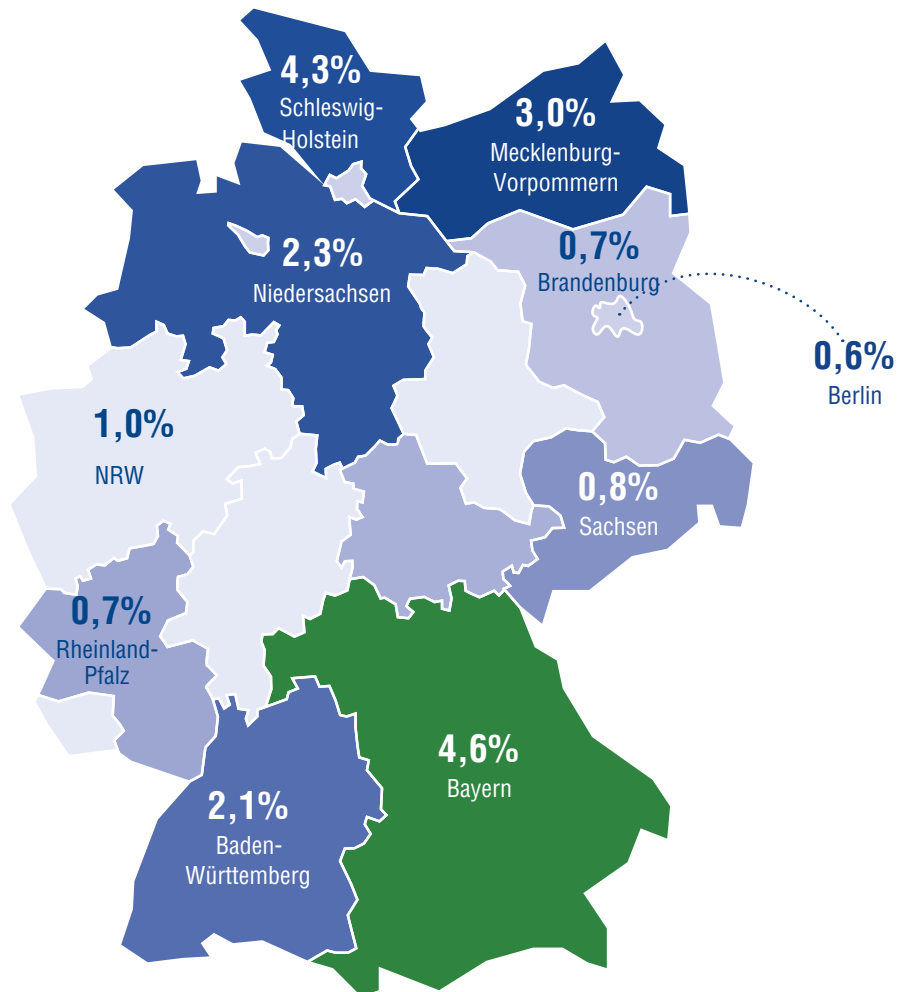 4,3%
Schleswig-
Holstein
3,0%
Mecklenburg-
Vorpommern
2,3%
Niedersachsen
0,7%
Brandenburg
0,6%
Berlin
1,0%
NRW
0,8%
Sachsen
0,7%
Rheinland-
Pfalz
4,6%
Bayern
2,1%
Baden-
Württemberg